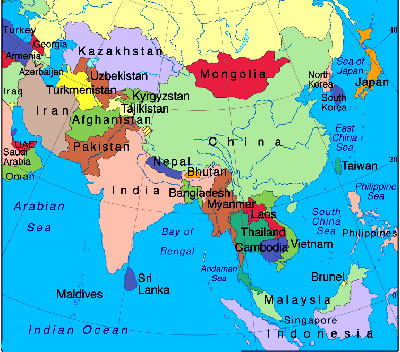 Turkey
Georgia
Armenia
Azerbaijan
Kazakhstan
Uzbekistan
Turkmenistan
Kyrgyzstan
Tajikistan
Mongolia
North
Korea
South
Korea
Sea of
Japan
Japan
40
Iraq
Iran
Afghanistan
China
East
China
Sea
Pakistan
Nepal
Bhutan
UAE
Saudi
Arabia
Oman
India
Bangladesh
Myanmar
Laos
Taiwan
20
Philippine
Sea
Arabian
Sea
Bay of
Bengal
Thailand
Cambodia
Vietnam
South
China
Sea
Philippines
Andaman
Sea
Sri
Lanka
Maldives
Brunei
Malaysia
Singapore
Indonesia
Indian Ocean
0